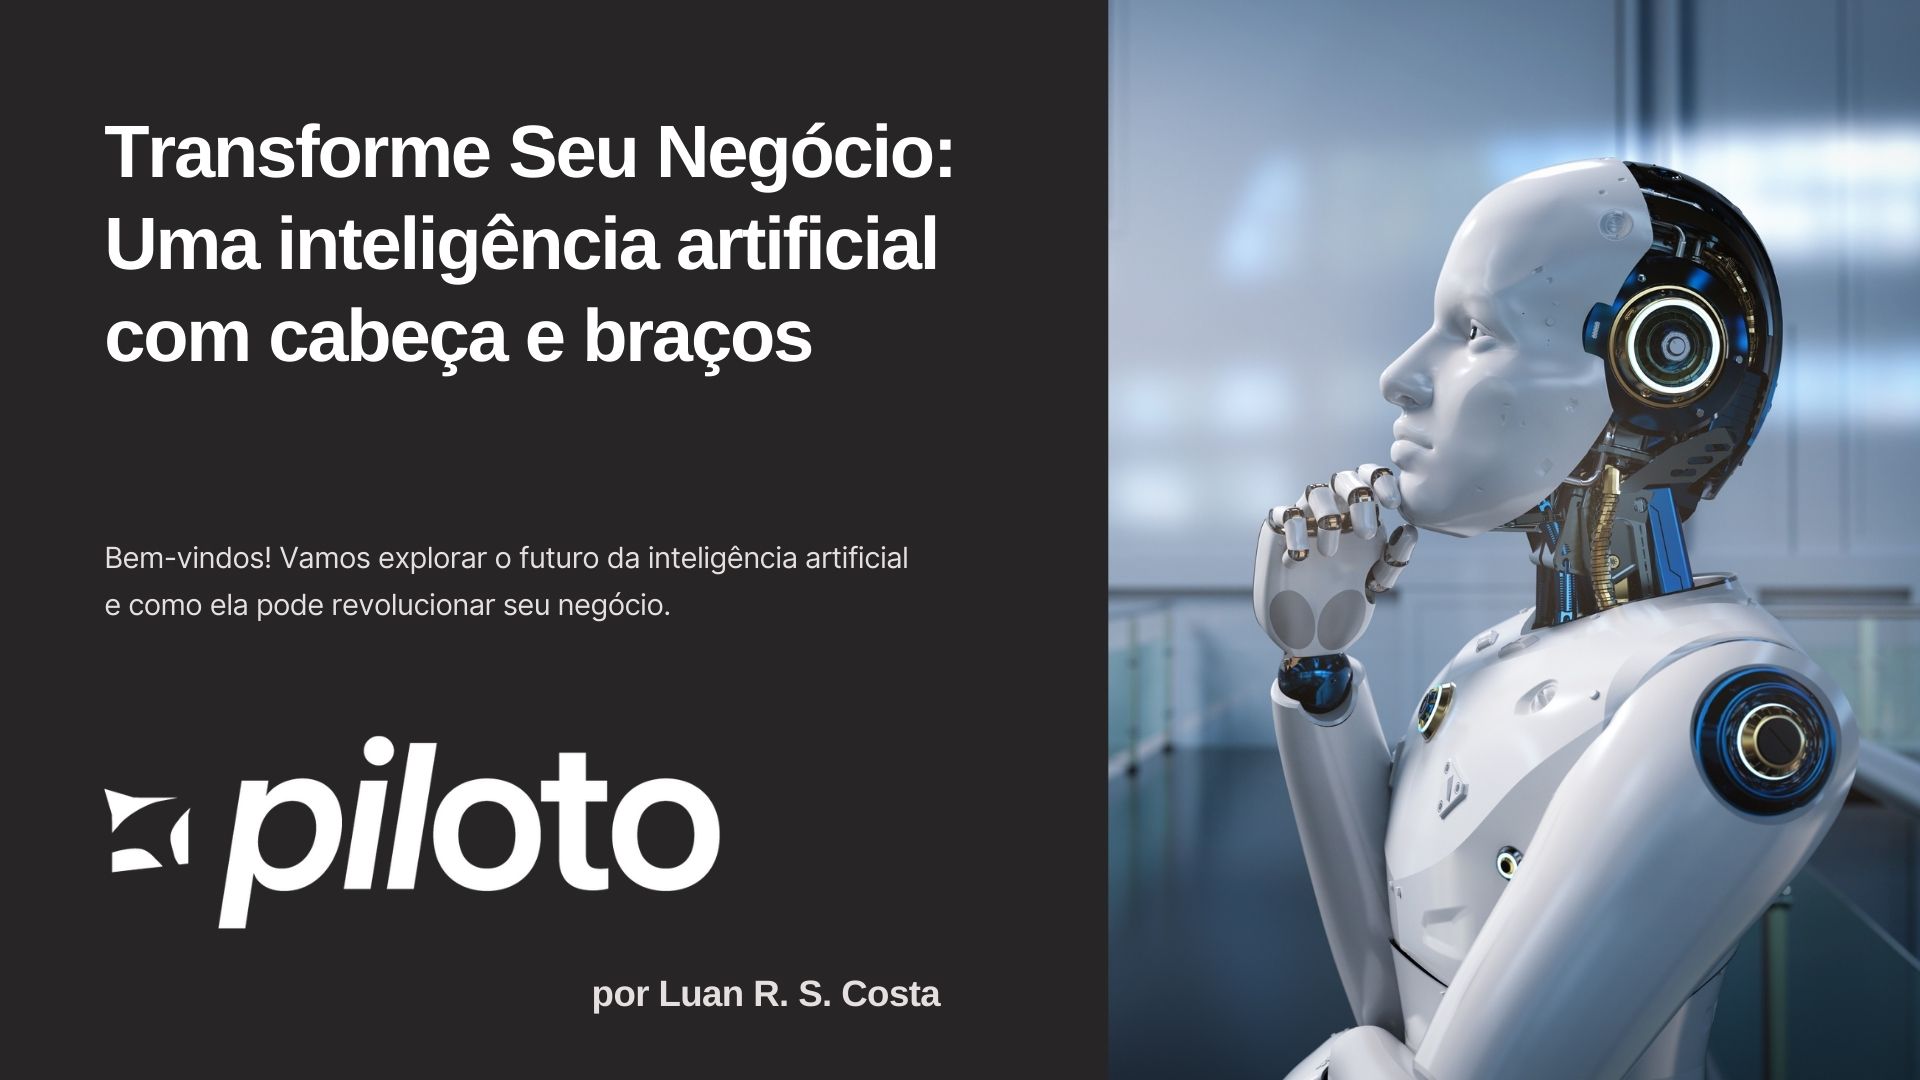 Transforme Seu Negócio:
Uma inteligência artificial
com cabeça e braços
Bem-vindos! Vamos explorar o futuro da inteligência artificial
e como ela pode revolucionar seu negócio.
piloto
por Luan R. S. Costa